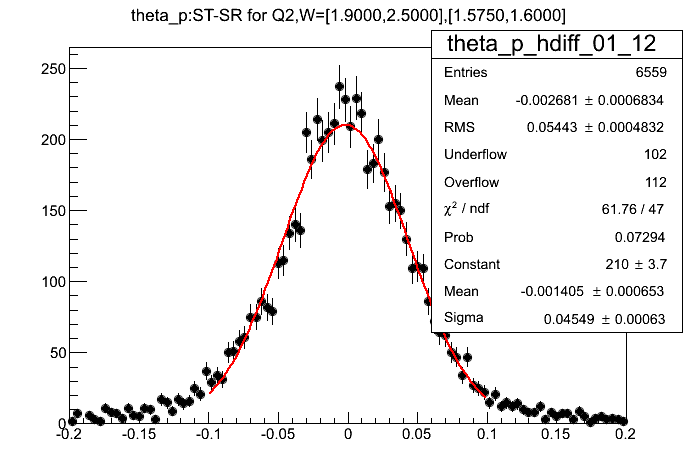 theta_p:ST-SR for Q2,W=[1.9000,2.5000],[1.5750,1.6000]
theta_p_hdiff_01_12
Entries 6559
Mean -0.002681 ± 0.0006834
RMS 0.05443 ± 0.0004832
Underflow 102
Overflow 112
χ² / ndf 61.76 / 47
Prob 0.07294
Constant 210 ± 3.7
Mean -0.001405 ± 0.000653
Sigma 0.04549 ± 0.00063
250
200
150
100
50
0
-0.2 -0.15 -0.1 -0.05 0 0.05 0.1 0.15 0.2